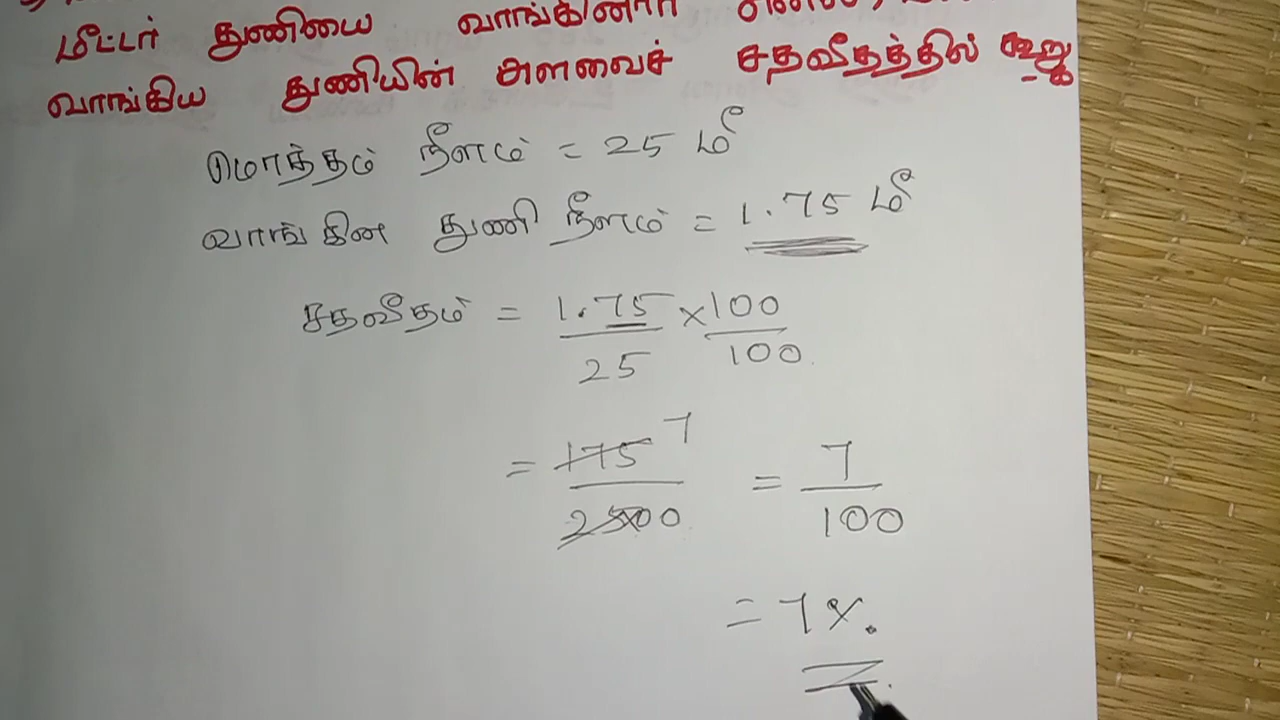 மீட்டர் துணியை வாங்கினார்
வாங்கிய துணியின் அளவைச் சதவீதத்தில் கூறு
மொத்தம் நீளம் = 25 மீ
வாங்கின துணி நீளம் = 1.75 மீ
சதவீதம் = 1.75/25 × 100/100
= 175/2500 7 = 7/100
= 7%.